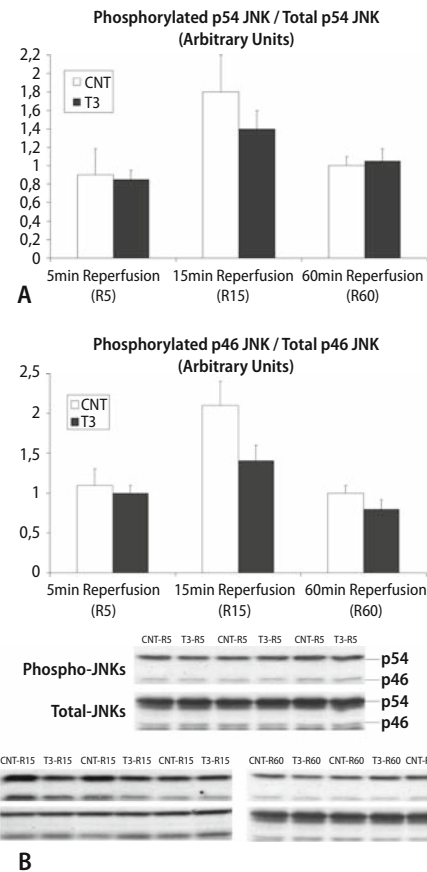 Phosphorylated p54 JNK / Total p54 JNK
(Arbitrary Units)
2,2
2
1,8
1,6
1,4
1,2
1
0,8
0,6
0,4
0,2
0
CNT
T3
5min Reperfusion 15min Reperfusion 60min Reperfusion
(R5) (R15) (R60)
A
Phosphorylated p46 JNK / Total p46 JNK
(Arbitrary Units)
2,5
2
1,5
1
0,5
0
CNT
T3
5min Reperfusion 15min Reperfusion 60min Reperfusion
(R5) (R15) (R60)
CNT-R5 T3-R5 CNT-R5 T3-R5 CNT-R5 T3-R5
Phospho-JNKs
p54
p46
Total-JNKs
p54
p46
CNT-R15 T3-R15 CNT-R15 T3-R15 CNT-R15 T3-R15 CNT-R60 T3-R60 CNT-R60 T3-R60 CNT-R
B